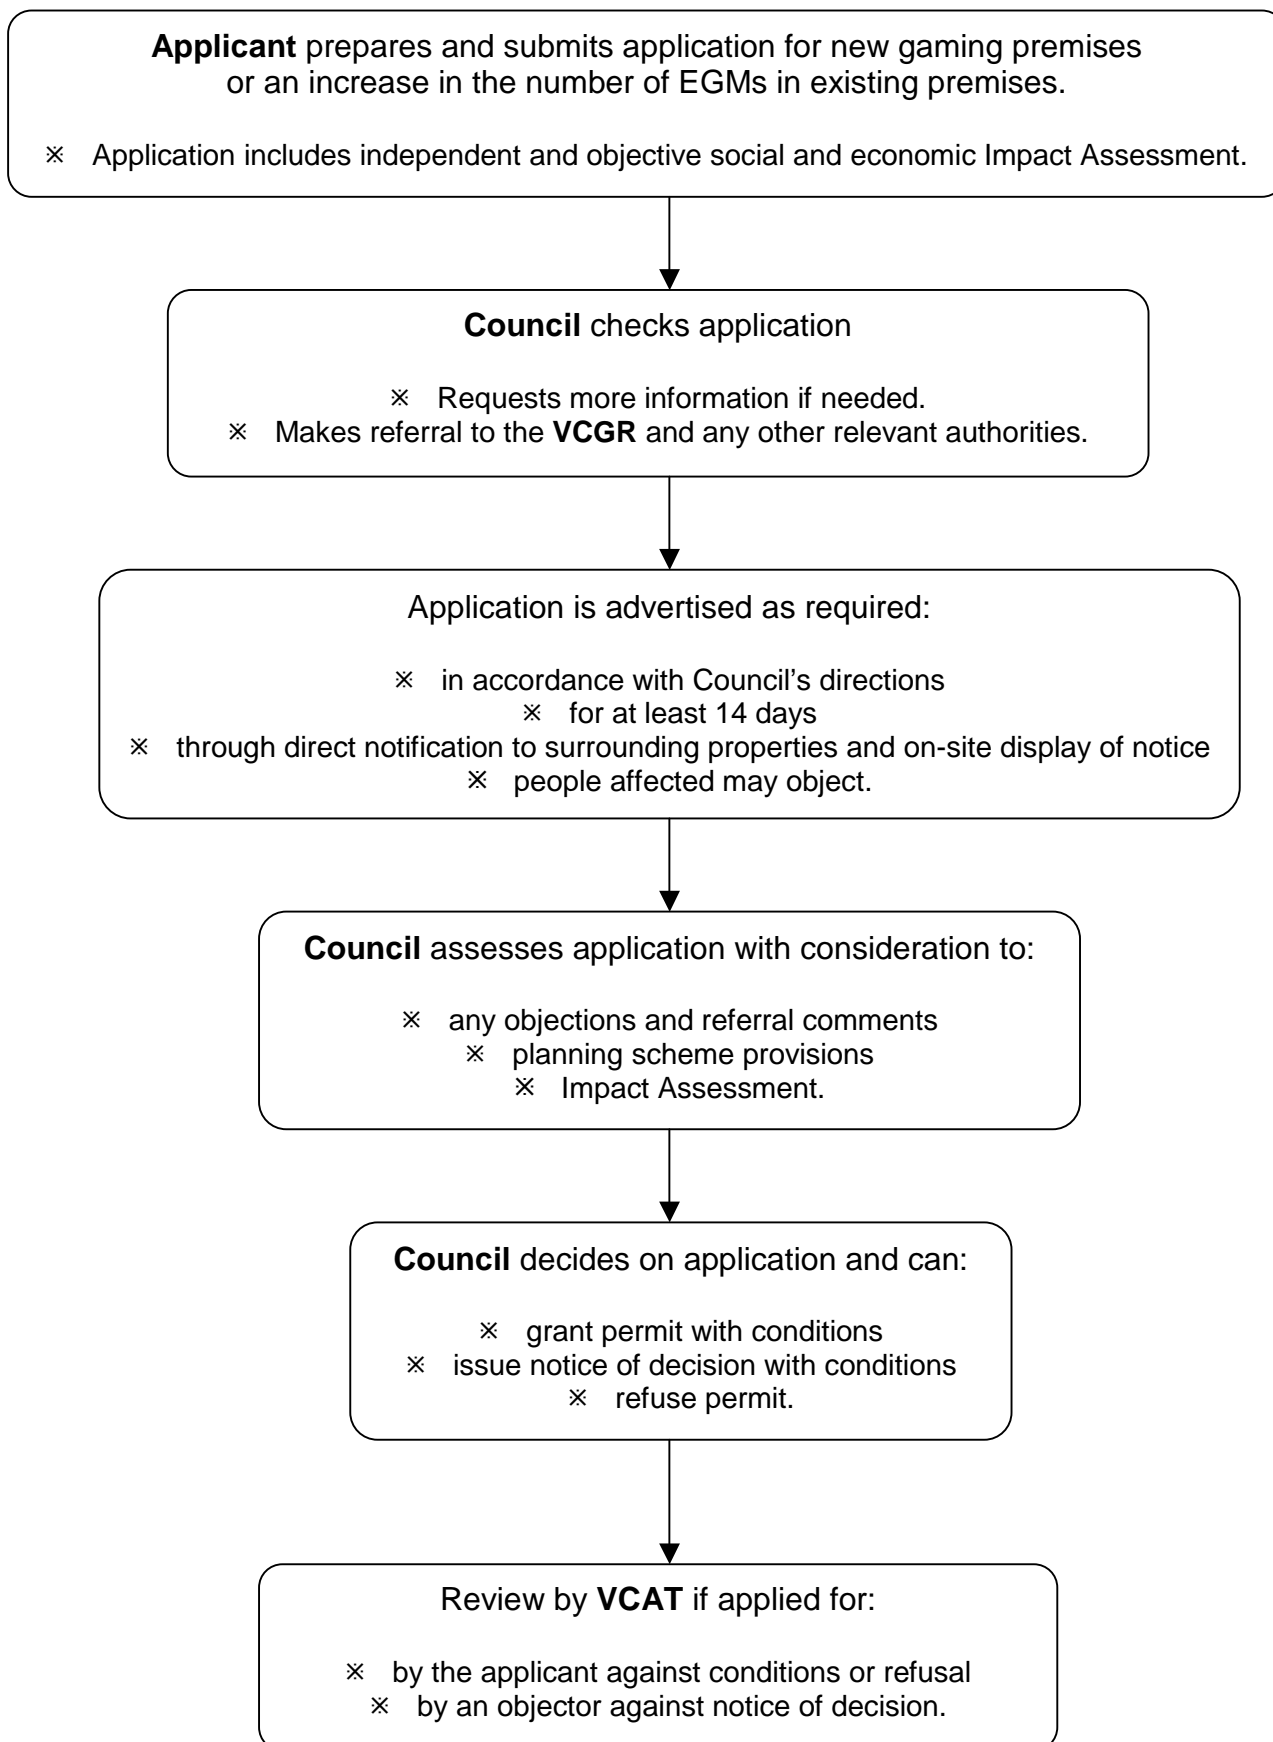 Applicant prepares and submits application for new gaming premises
or an increase in the number of EGMs in existing premises.
※ Application includes independent and objective social and economic Impact Assessment.
Council checks application
※ Requests more information if needed.
※ Makes referral to the VCGR and any other relevant authorities.
Application is advertised as required:
※ in accordance with Council's directions
※ for at least 14 days
※ through direct notification to surrounding properties and on-site display of notice
※ people affected may object.
Council assesses application with consideration to:
※ any objections and referral comments
※ planning scheme provisions
※ Impact Assessment.
Council decides on application and can:
※ grant permit with conditions
※ issue notice of decision with conditions
※ refuse permit.
Review by VCAT if applied for:
※ by the applicant against conditions or refusal
※ by an objector against notice of decision.